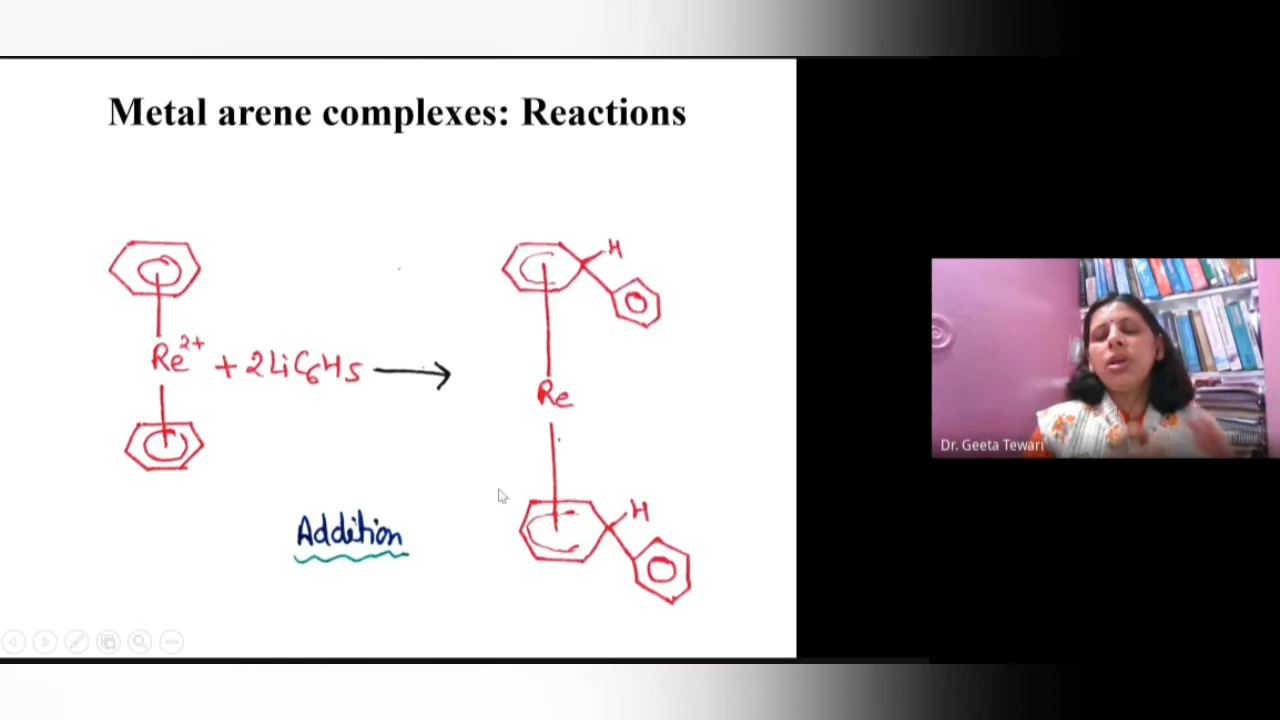 Metal arene complexes: Reactions
H
Re2+ + 2LiC6H5
Re
H
Addition
Dr. Geeta Tewari